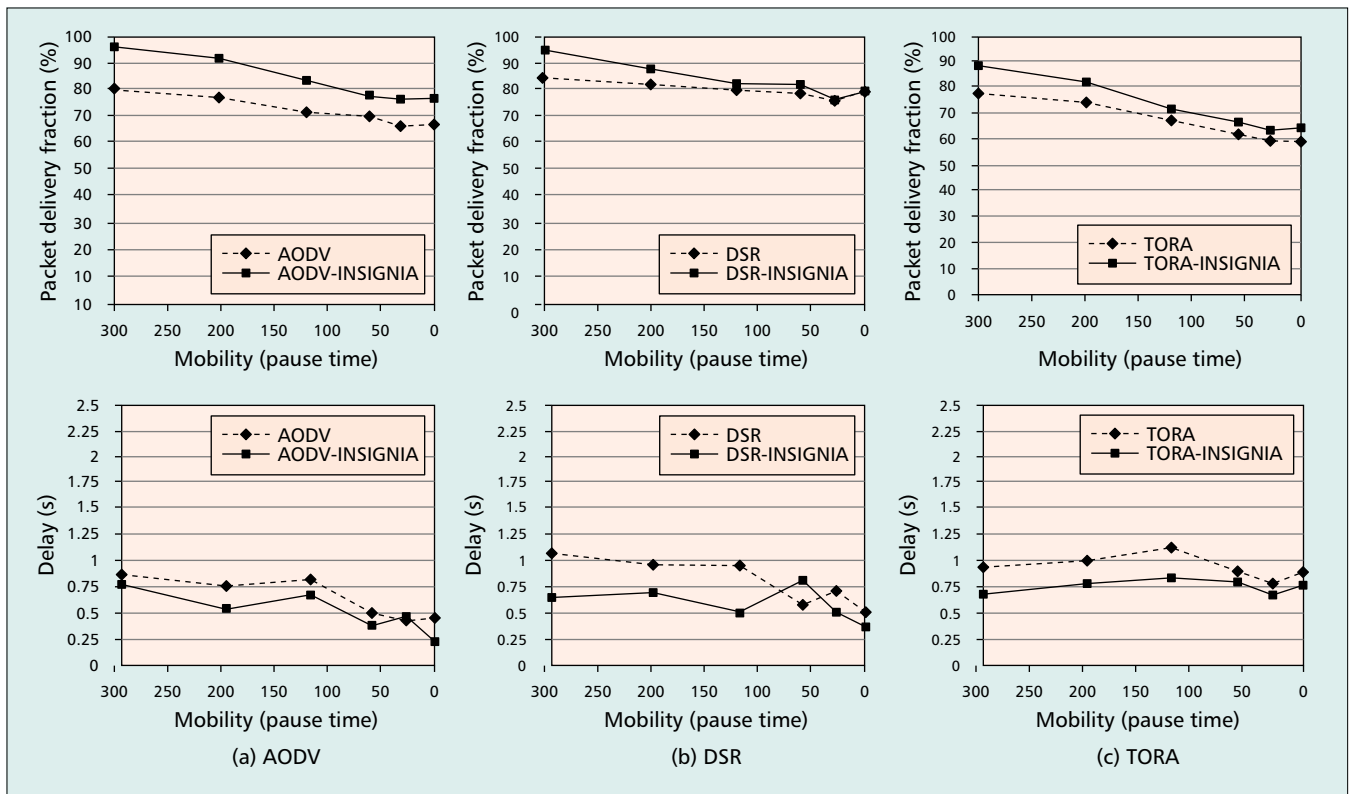 Packet delivery fraction (%)
100
90
80
70
60
50
40
30
20
10
10
AODV
AODV-INSIGNIA
300 250 200 150 100 50 0
Mobility (pause time)
Packet delivery fraction (%)
100
90
80
70
60
50
40
30
20
10
0
DSR
DSR-INSIGNIA
300 250 200 150 100 50 0
Mobility (pause time)
Packet delivery fraction (%)
100
90
80
70
60
50
40
30
20
10
0
TORA
TORA-INSIGNIA
300 250 200 150 100 50 0
Mobility (pause time)
Delay (s)
2.5
2.25
2
1.75
1.5
1.25
1
0.75
0.5
0.25
0
AODV
AODV-INSIGNIA
300 250 200 150 100 50 0
Mobility (pause time)
(a) AODV
Delay (s)
2.5
2.25
2
1.75
1.5
1.25
1
0.75
0.5
0.25
0
DSR
DSR-INSIGNIA
300 250 200 150 100 50 0
Mobility (pause time)
(b) DSR
Delay (s)
2.5
2.25
2
1.75
1.5
1.25
1
0.75
0.5
0.25
0
TORA
TORA-INSIGNIA
300 250 200 150 100 50 0
Mobility (pause time)
(c) TORA